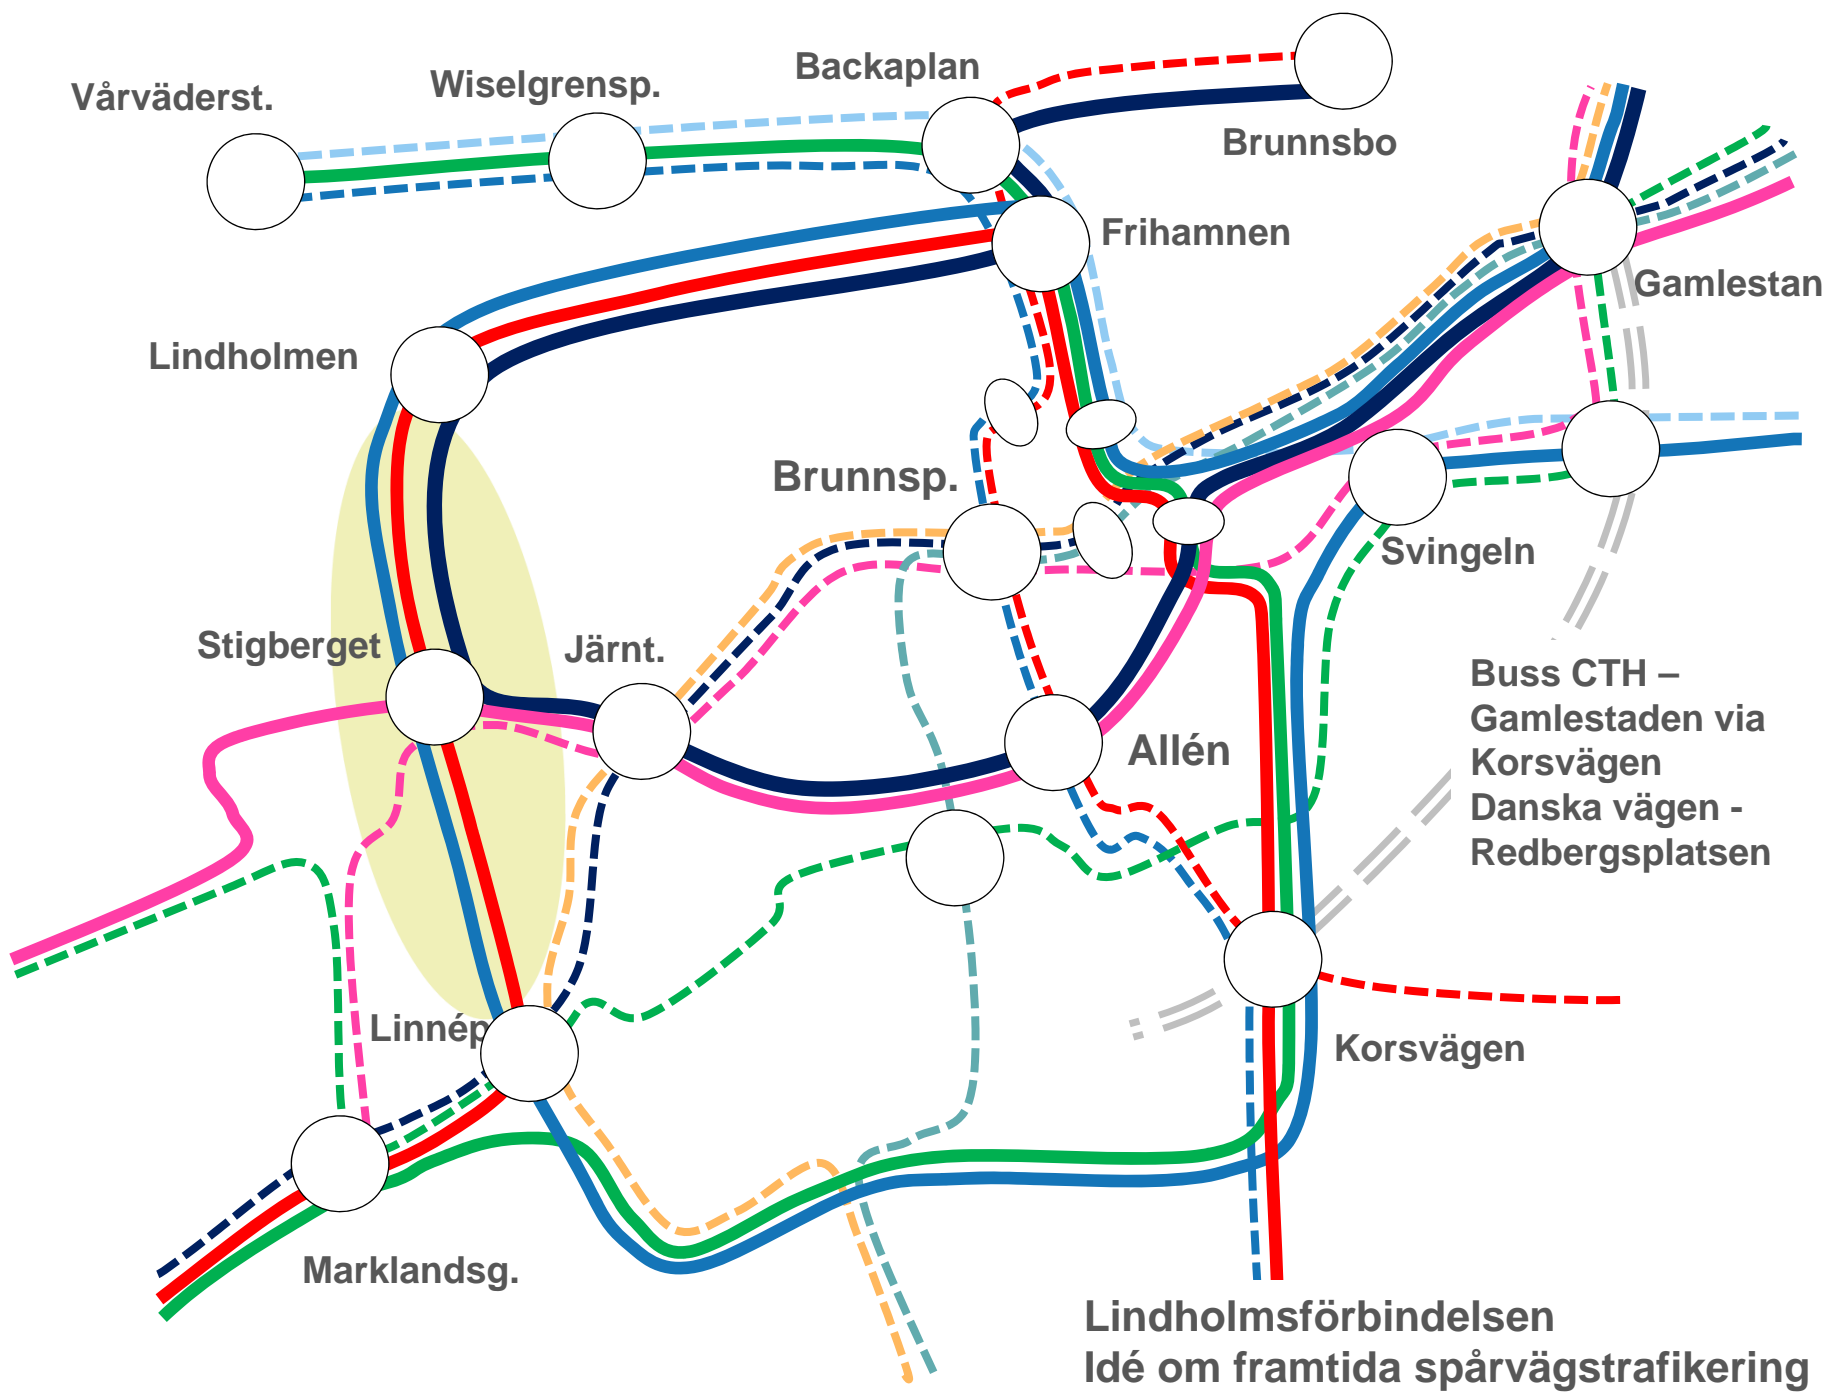 Backaplan
Vårväderst.
Wiselgrensp.
Brunnsbo
Frihamnen
Gamlestan
Lindholmen
Brunnsp.
Svingeln
Stigberget
Järnt.
Allén
Buss CTH –
Gamlestaden via
Korsvägen
Danska vägen -
Redbergsplatsen
Linnép
Korsvägen
Marklandsg.
Lindholmsförbindelsen
Idé om framtida spårvägstrafikering